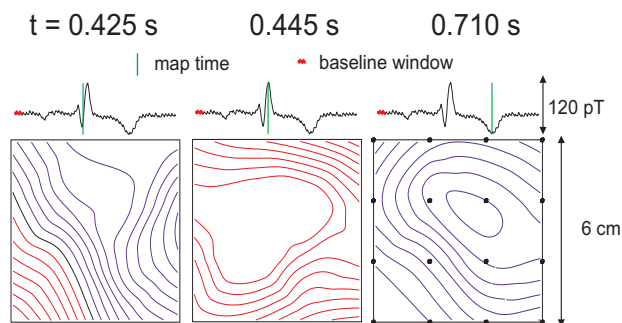 t = 0.425 s 0.445 s 0.710 s
map time baseline window
120 pT
6 cm